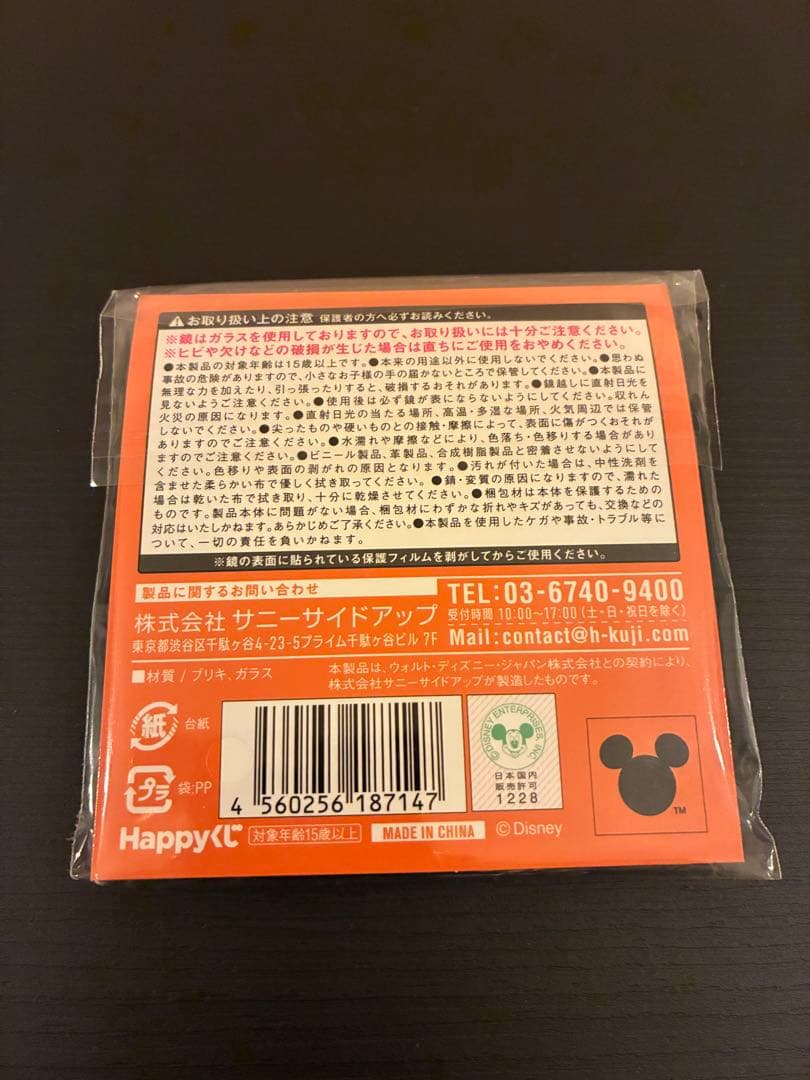 ⚠お取り扱い上の注意 保護者の方へ必ずお読みください。
※鏡はガラスを使用しておりますので、お取り扱いには十分ご注意ください。
※ヒビや欠けなどの破損が生じた場合は直ちにご使用をおやめください。
●本製品の対象年齢は15歳以上です。●本来の用途以外に使用しないでください。●思わぬ
事故の危険がありますので、小さなお子様の手の届かないところで保管してください。●本製品に
無理な力を加えたり、引っ張ったりすると、破損するおそれがあります。●鏡越しに直射日光を
見ないようご注意ください。●使用後は必ず鏡が表にならないようにしてください。収れん
火災の原因になります。●直射日光の当たる場所、高温・多湿な場所、火気周辺では保管
しないでください。●尖ったものや硬いものとの接触・摩擦によって、表面に傷がつくおそれが
ありますのでご注意ください。●水濡れや摩擦などにより、色落ち・色移りする場合があり
ますのでご注意ください。●ビニール製品、革製品、合成樹脂製品と密着させないようにして
ください。色移りや表面の剥がれの原因となります。●汚れが付いた場合は、中性洗剤を
含ませた柔らかい布で優しく拭き取ってください。●錆・変質の原因になりますので、濡れた
場合は乾いた布で拭き取り、十分に乾燥させてください。●梱包材は本体を保護するための
ものです。製品本体に問題がない場合、梱包材にわずかな折れやキズがあっても、交換などの
対応はいたしかねます。あらかじめご了承ください。●本製品を使用したケガや事故・トラブル等に
ついて、一切の責任を負いかねます。
※鏡の表面に貼られている保護フィルムを剥がしてからご使用ください。
製品に関するお問い合わせ
株式会社 サニーサイドアップ
東京都渋谷区千駄ヶ谷4-23-5プライム千駄ヶ谷ビル 7F
TEL:03-6740-9400
受付時間 10:00〜17:00(土・日・祝日を除く)
Mail:contact@h-kuji.com
■材質 / ブリキ、ガラス
本製品は、ウォルト・ディズニー・ジャパン株式会社との契約により、
株式会社サニーサイドアップが製造したものです。
紙 台紙
プラ 袋:PP
4 560256 187147
©DISNEY ENTERPRISES, INC.
日本国内
販売許可
1228
TM
Happyくじ 対象年齢15歳以上 MADE IN CHINA ©Disney